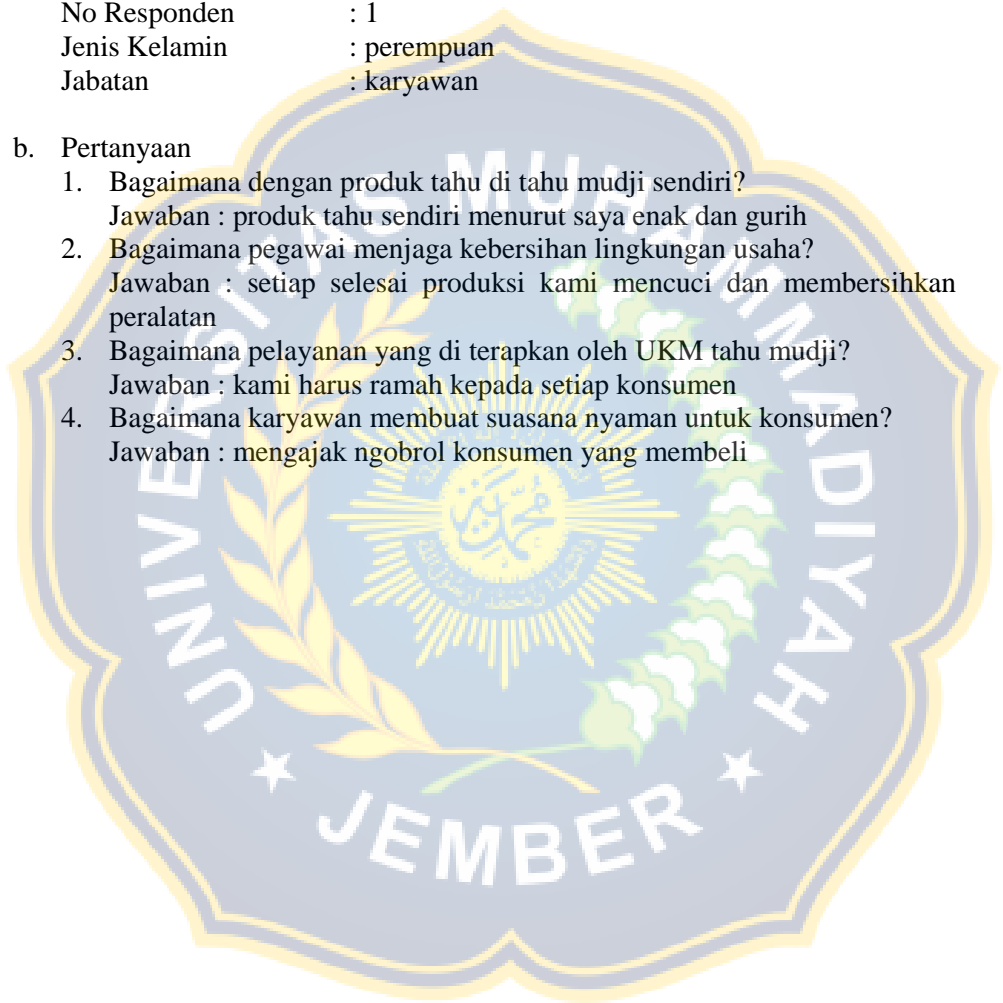 No Responden : 1
Jenis Kelamin : perempuan
Jabatan : karyawan
b. Pertanyaan
1. Bagaimana dengan produk tahu di tahu mudji sendiri?
Jawaban : produk tahu sendiri menurut saya enak dan gurih
2. Bagaimana pegawai menjaga kebersihan lingkungan usaha?
Jawaban : setiap selesai produksi kami mencuci dan membersihkan
peralatan
3. Bagaimana pelayanan yang di terapkan oleh UKM tahu mudji?
Jawaban : kami harus ramah kepada setiap konsumen
4. Bagaimana karyawan membuat suasana nyaman untuk konsumen?
Jawaban : mengajak ngobrol konsumen yang membeli
UNIVERSITAS MUHAMMADIYAH
JEMBER